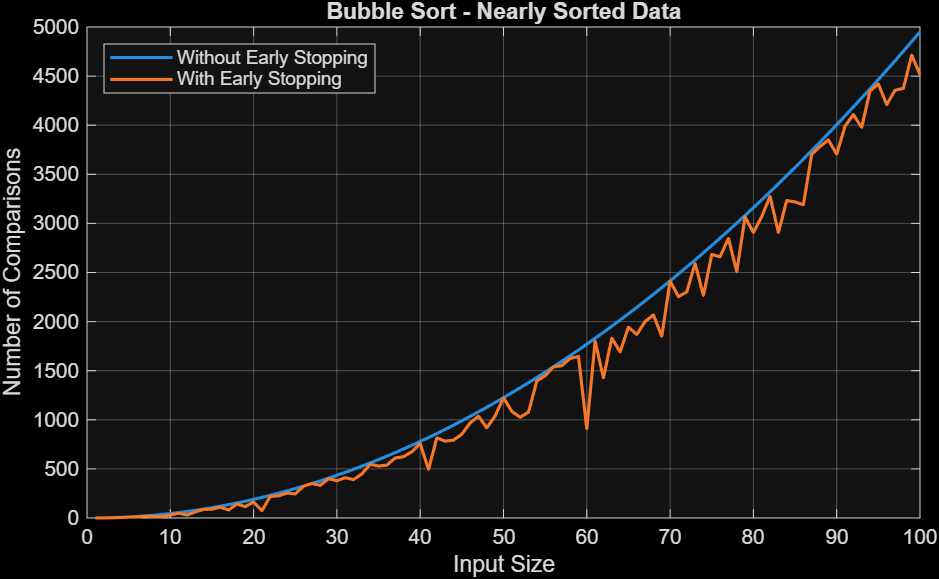 Bubble Sort - Nearly Sorted Data
5000
4500
4000
3500
3000
2500
2000
1500
1000
500
0
Without Early Stopping
With Early Stopping
Number of Comparisons
0 10 20 30 40 50 60 70 80 90 100
Input Size